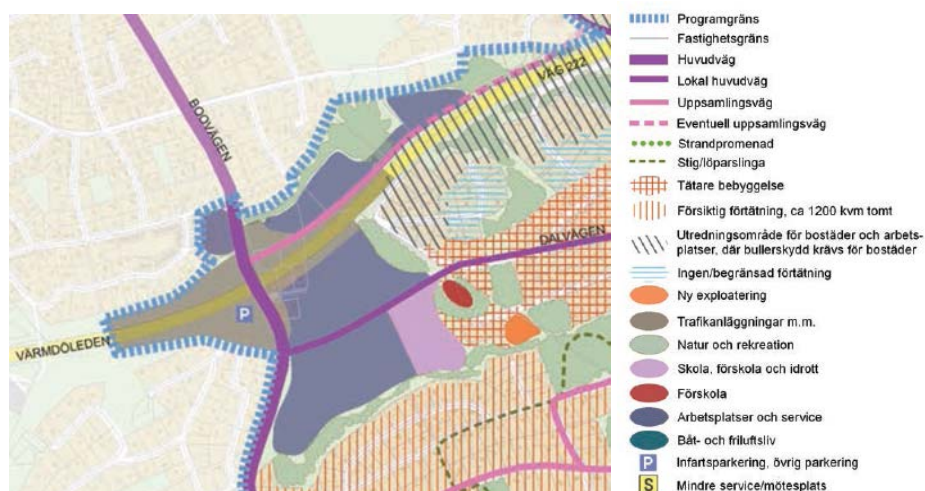 BOOVÄGEN
VÄG 222
DALVÄGEN
P
VÄRMDÖLEDEN
Programgräns
Fastighetsgräns
Huvudväg
Lokal huvudväg
Uppsamlingsväg
Eventuell uppsamlingsväg
Strandpromenad
Stig/löparslinga
Tätare bebyggelse
Försiktig förtätning, ca 1200 kvm tomt
Utredningsområde för bostäder och arbets-
platser, där bullerskydd krävs för bostäder
Ingen/begränsad förtätning
Ny exploatering
Trafikanläggningar m.m.
Natur och rekreation
Skola, förskola och idrott
Förskola
Arbetsplatser och service
Båt- och friluftsliv
P Infartsparkering, övrig parkering
S Mindre service/mötesplats